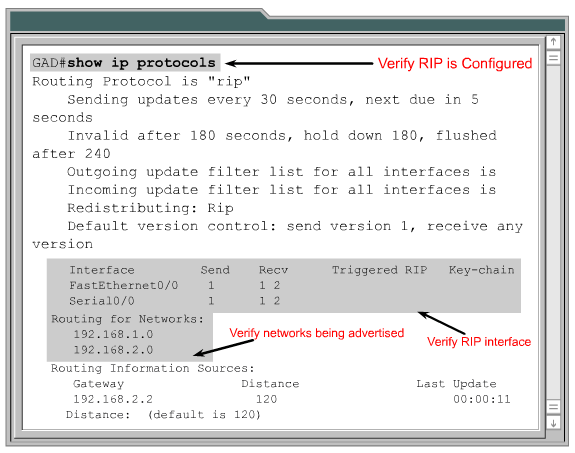 GAD#show ip protocols
Verify RIP is Configured
Routing Protocol is "rip"
Sending updates every 30 seconds, next due in 5
seconds
Invalid after 180 seconds, hold down 180, flushed
after 240
Outgoing update filter list for all interfaces is
Incoming update filter list for all interfaces is
Redistributing: Rip
Default version control: send version 1, receive any
version
Interface Send Recv Triggered RIP Key-chain
FastEthernet0/0 1 1 2
Serial0/0 1 1 2
Routing for Networks:
192.168.1.0
Verify networks being advertised
Verify RIP interface
192.168.2.0
Routing Information Sources:
Gateway Distance Last Update
192.168.2.2 120 00:00:11
Distance: (default is 120)